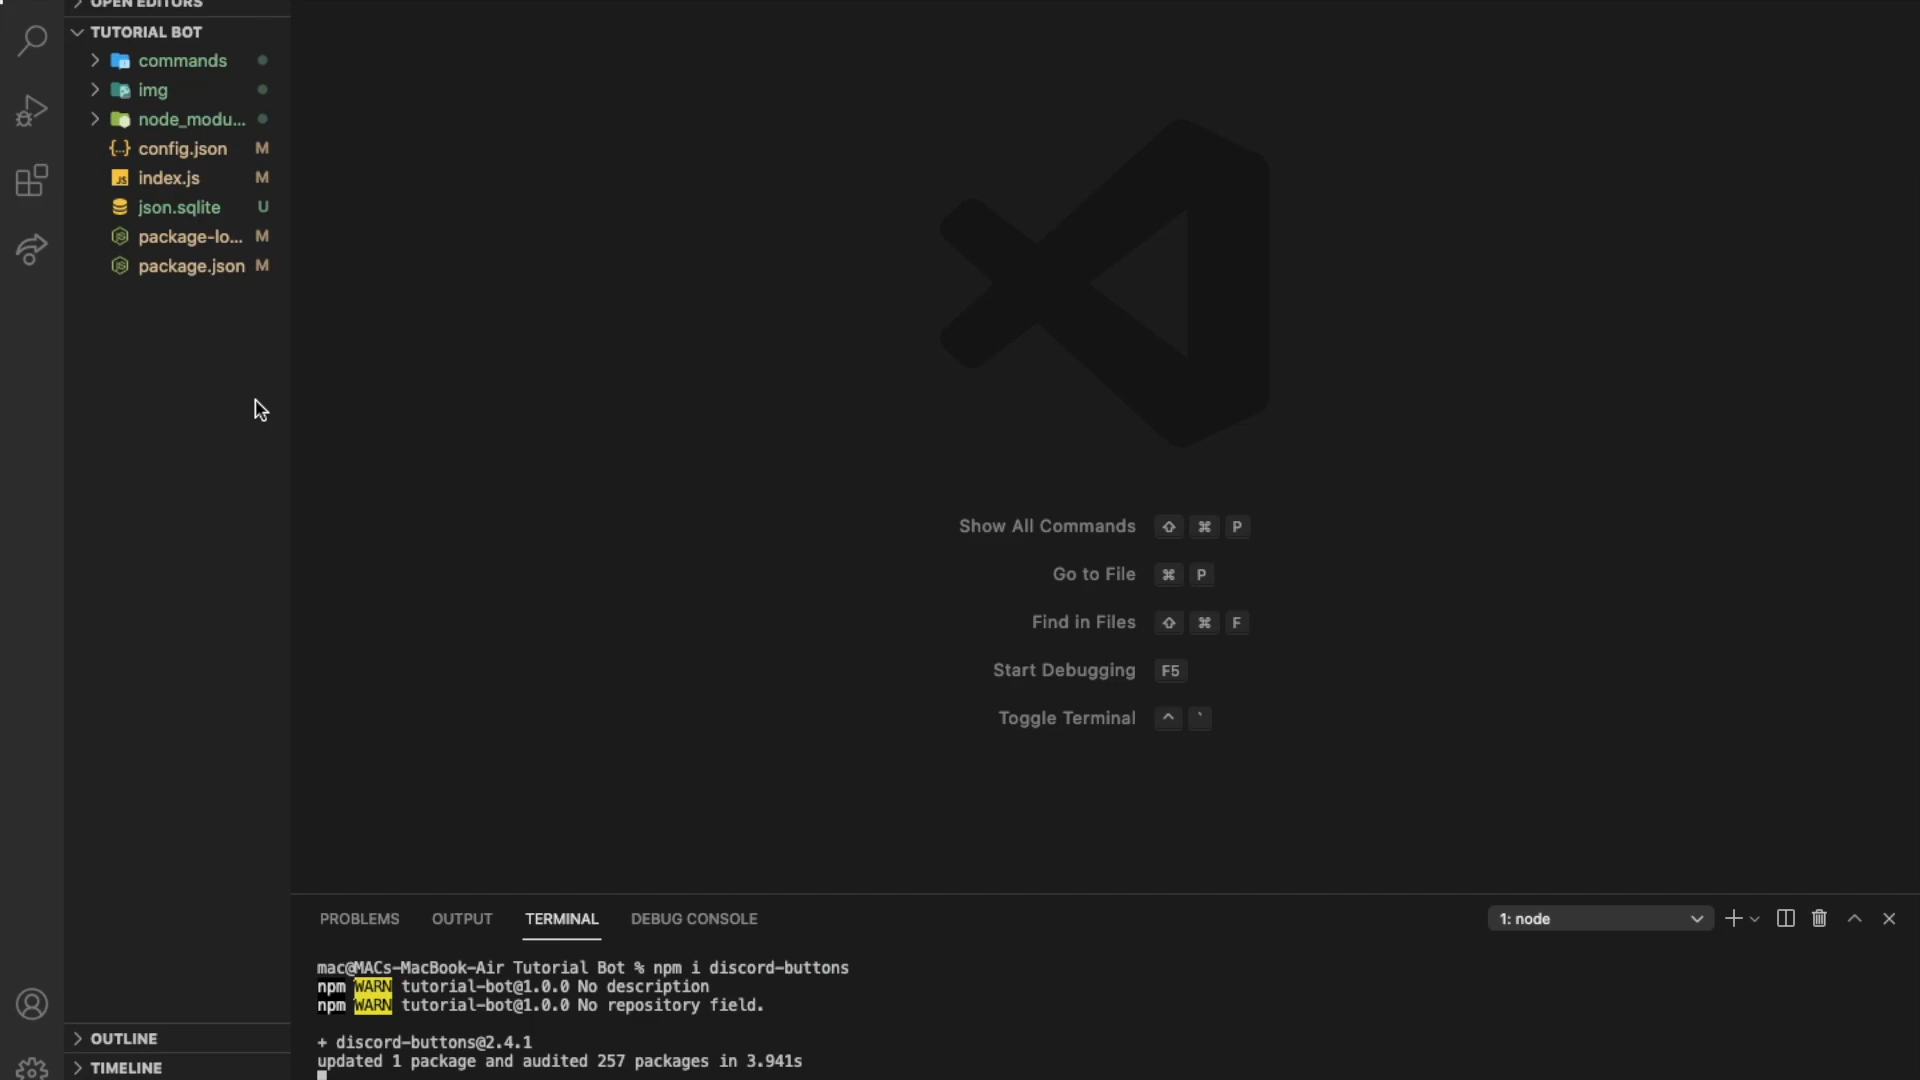 OPEN EDITORS
TUTORIAL BOT
commands
img
node_modu...
config.json M
index.js M
json.sqlite U
package-lo... M
package.json M
Show All Commands ⇧ ⌘ P
Go to File ⌘ P
Find in Files ⇧ ⌘ F
Start Debugging F5
Toggle Terminal ^ `
PROBLEMS OUTPUT TERMINAL DEBUG CONSOLE 1: node
mac@MACs-MacBook-Air Tutorial Bot % npm i discord-buttons
npm WARN tutorial-bot@1.0.0 No description
npm WARN tutorial-bot@1.0.0 No repository field.
+ discord-buttons@2.4.1
updated 1 package and audited 257 packages in 3.941s
OUTLINE
TIMELINE